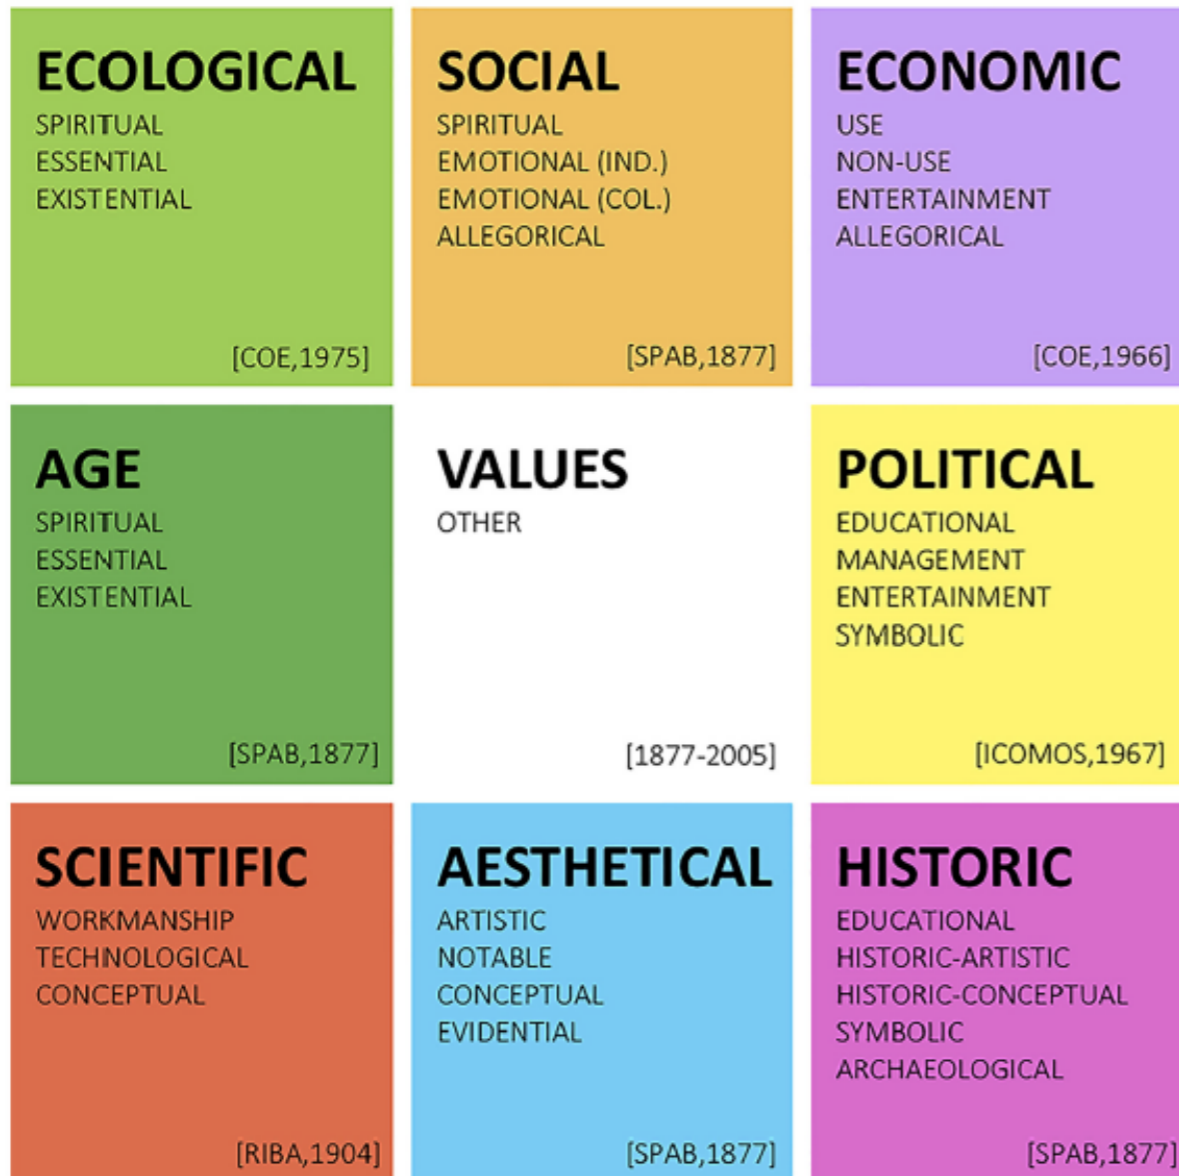 ECOLOGICAL
SPIRITUAL
ESSENTIAL
EXISTENTIAL
[COE,1975]
SOCIAL
SPIRITUAL
EMOTIONAL (IND.)
EMOTIONAL (COL.)
ALLEGORICAL
[SPAB,1877]
ECONOMIC
USE
NON-USE
ENTERTAINMENT
ALLEGORICAL
[COE,1966]
AGE
SPIRITUAL
ESSENTIAL
EXISTENTIAL
[SPAB,1877]
VALUES
OTHER
[1877-2005]
POLITICAL
EDUCATIONAL
MANAGEMENT
ENTERTAINMENT
SYMBOLIC
[ICOMOS,1967]
SCIENTIFIC
WORKMANSHIP
TECHNOLOGICAL
CONCEPTUAL
[RIBA,1904]
AESTHETICAL
ARTISTIC
NOTABLE
CONCEPTUAL
EVIDENTIAL
[SPAB,1877]
HISTORIC
EDUCATIONAL
HISTORIC-ARTISTIC
HISTORIC-CONCEPTUAL
SYMBOLIC
ARCHAEOLOGICAL
[SPAB,1877]